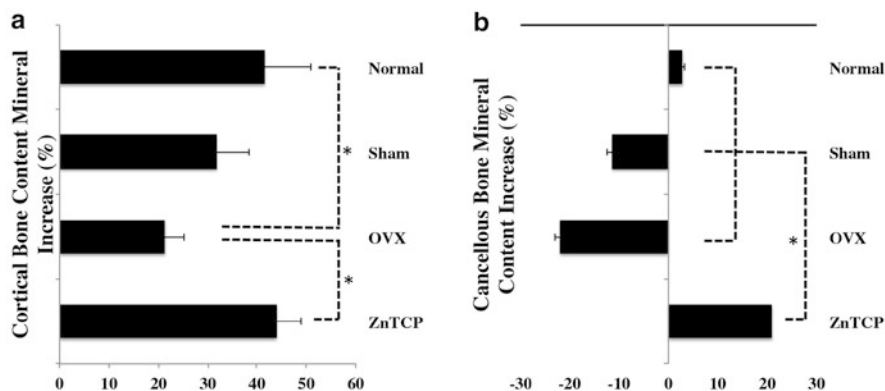 a
Cortical Bone Content Mineral
Increase (%)
Normal
*
Sham
OVX
*
ZnTCP
0 10 20 30 40 50 60
b
Cancellous Bone Mineral
Content Increase (%)
Normal
Sham
OVX
*
ZnTCP
-30 -20 -10 0 10 20 30